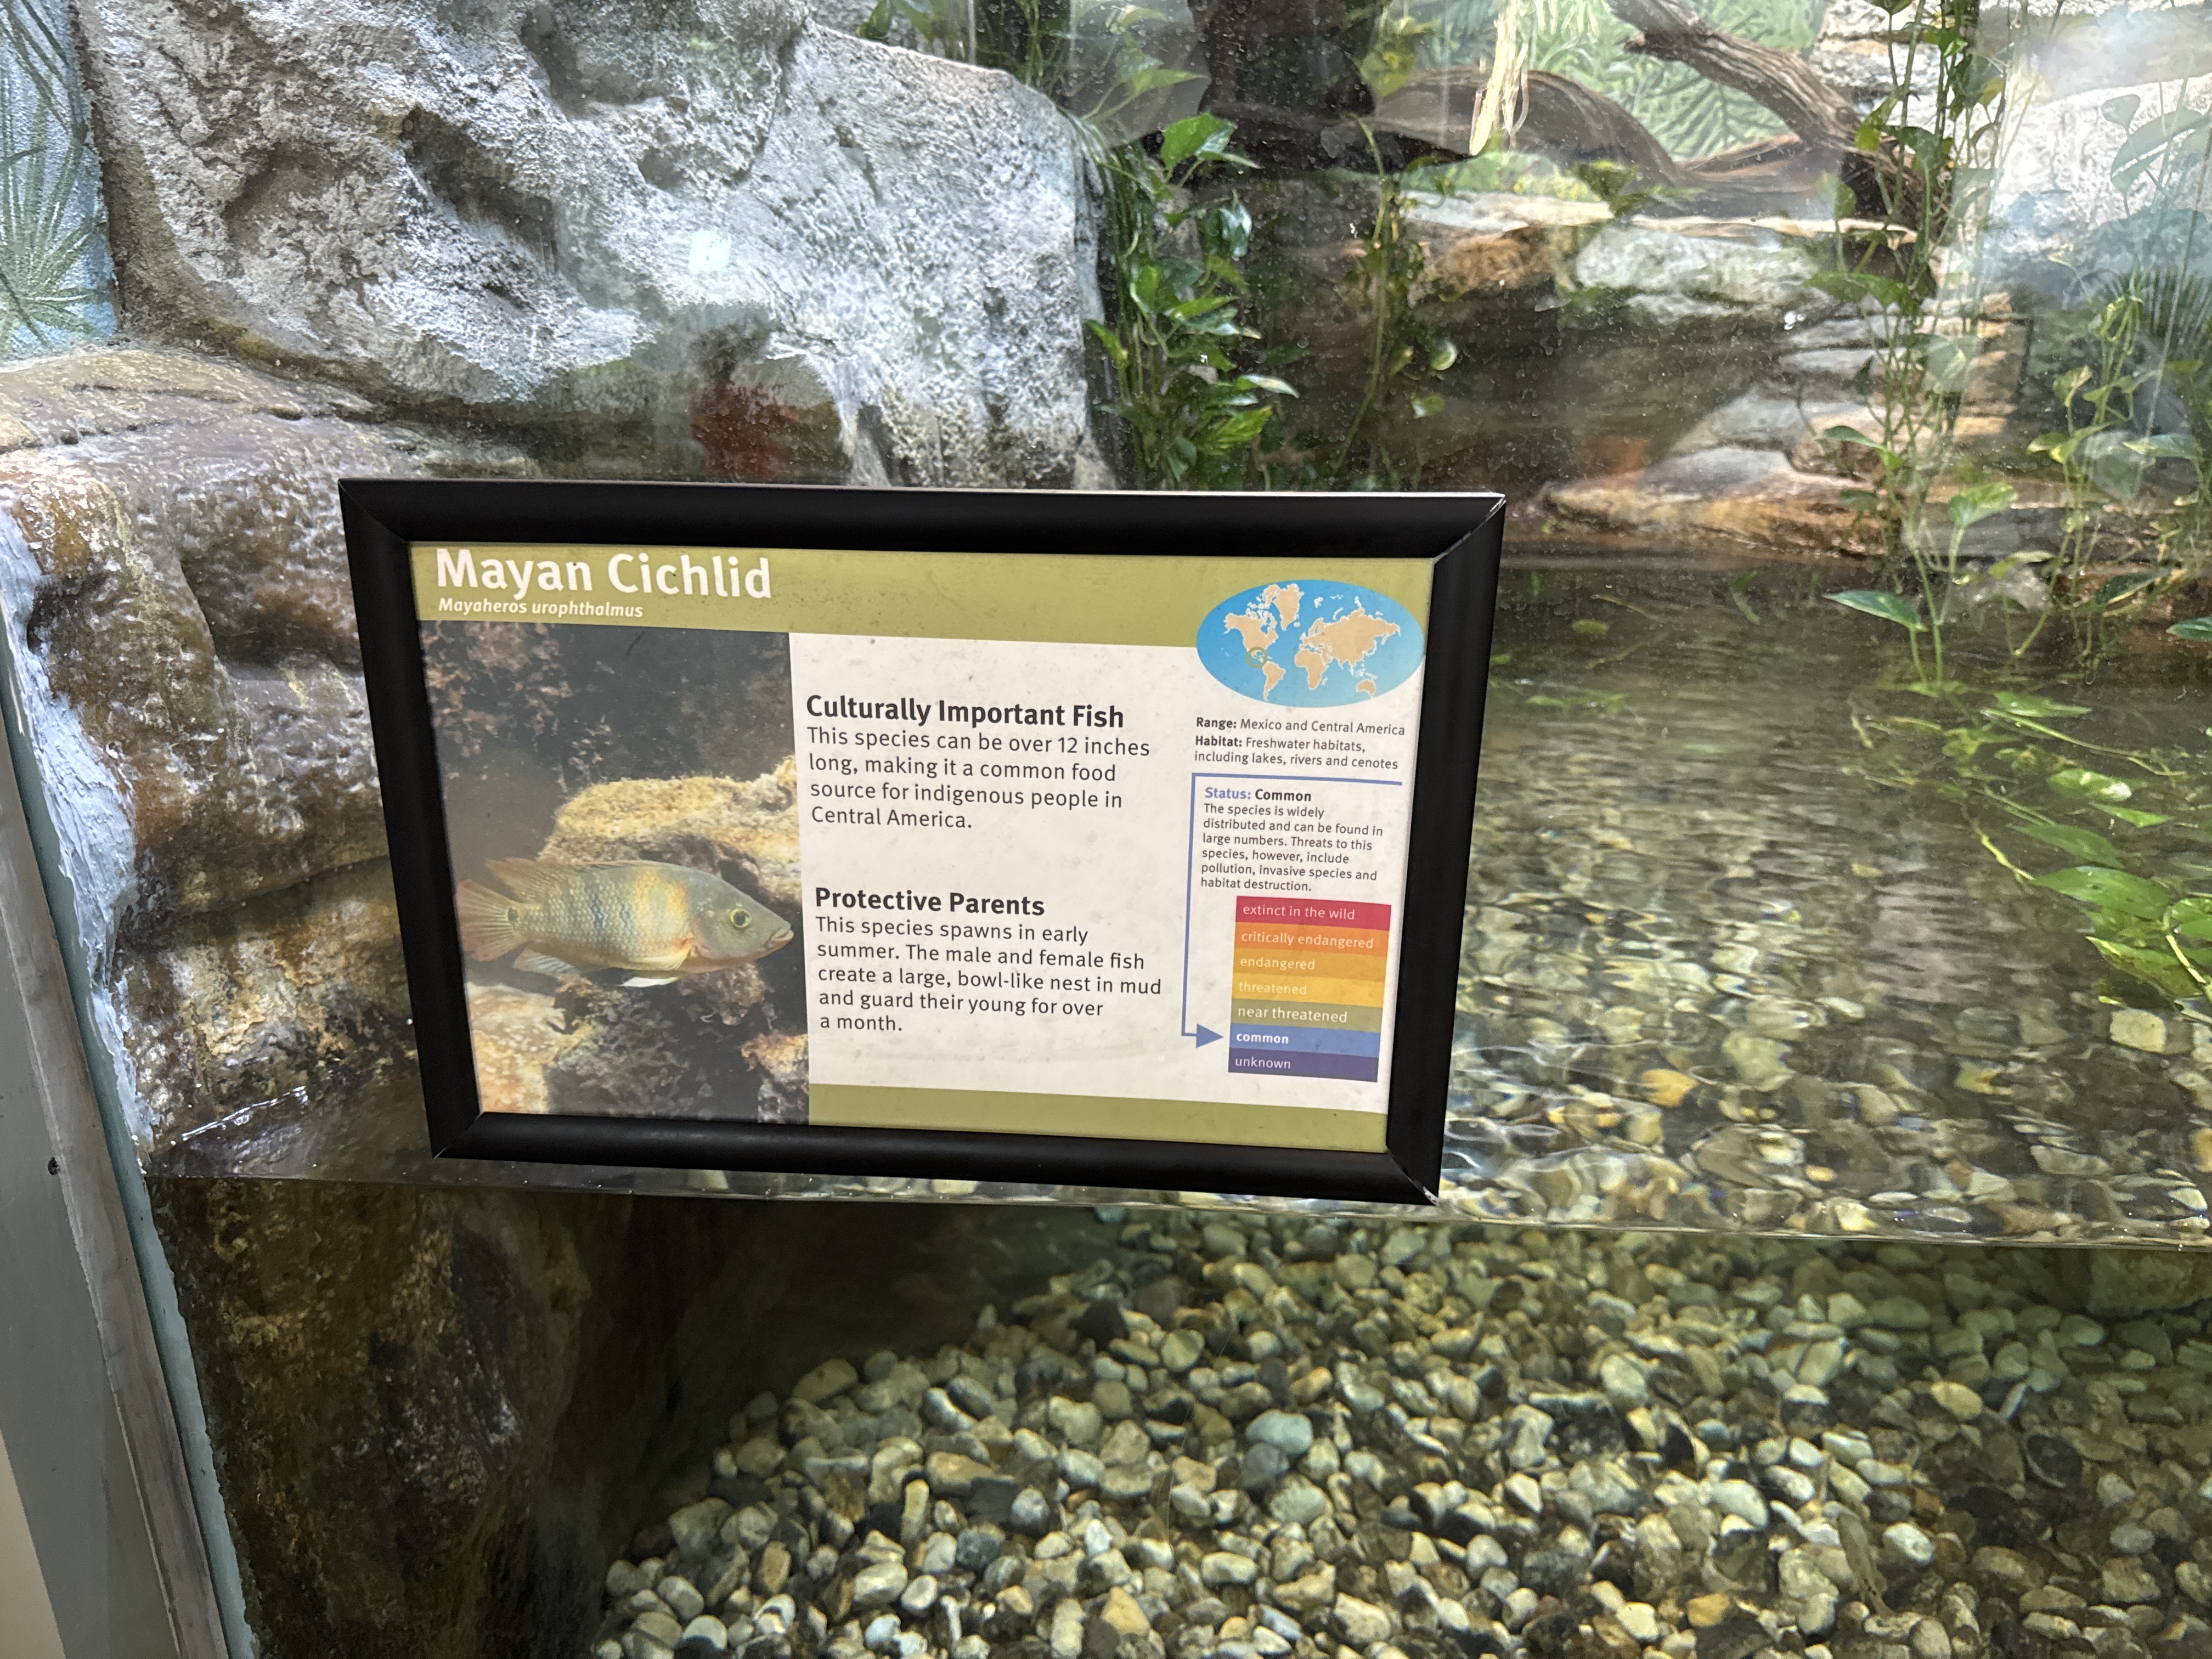 Mayan Cichlid
Mayaheros urophthalmus
Culturally Important Fish
This species can be over 12 inches
long, making it a common food
source for indigenous people in
Central America.
Protective Parents
This species spawns in early
summer. The male and female fish
create a large, bowl-like nest in mud
and guard their young for over
a month.
Range: Mexico and Central America
Habitat: Freshwater habitats,
including lakes, rivers and cenotes
Status: Common
The species is widely
distributed and can be found in
large numbers. Threats to this
species, however, include
pollution, invasive species and
habitat destruction.
extinct in the wild
critically endangered
endangered
threatened
near threatened
common
unknown